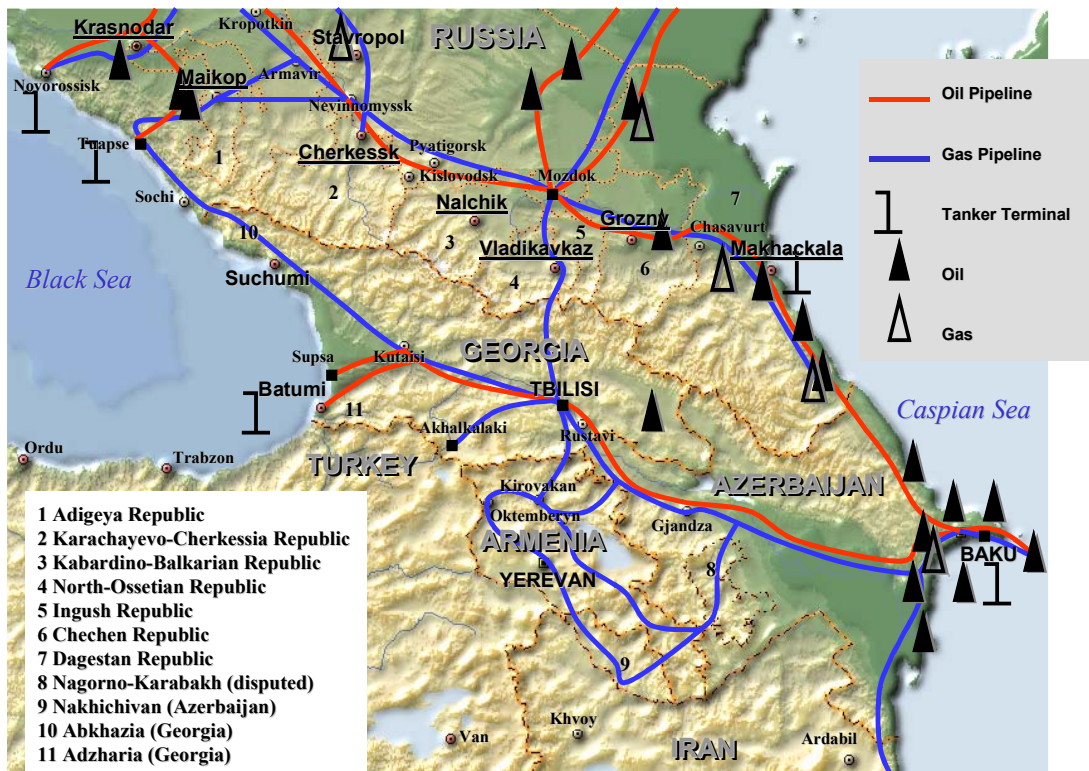 Krasnodar
Kropotkin
Stavropol
RUSSIA
Novorossisk
Maikop
Armavir
Nevinnomyssk
Tuapse
Cherkessk
Pyatigorsk
Kislovodsk
Mozdok
1
2
Sochi
Nalchik
Grozny
Chasavurt
7
10
3
Vladikavkaz
5
6
Makhackala
4
Black Sea
Suchumi
Oil Pipeline
Gas Pipeline
Tanker Terminal
Oil
Gas
Supsa
Kutaisi
GEORGIA
Batumi
11
TBILISI
Caspian Sea
Akhalkalaki
Rustavi
Ordu
Trabzon
TURKEY
AZERBAIJAN
Kirovakan
Oktemberyn
Gjandza
ARMENIA
YEREVAN
8
BAKU
9
Van
Khvoy
IRAN
Ardabil
1 Adigeya Republic
2 Karachayevo-Cherkessia Republic
3 Kabardino-Balkarian Republic
4 North-Ossetian Republic
5 Ingush Republic
6 Chechen Republic
7 Dagestan Republic
8 Nagorno-Karabakh (disputed)
9 Nakhichivan (Azerbaijan)
10 Abkhazia (Georgia)
11 Adzharia (Georgia)